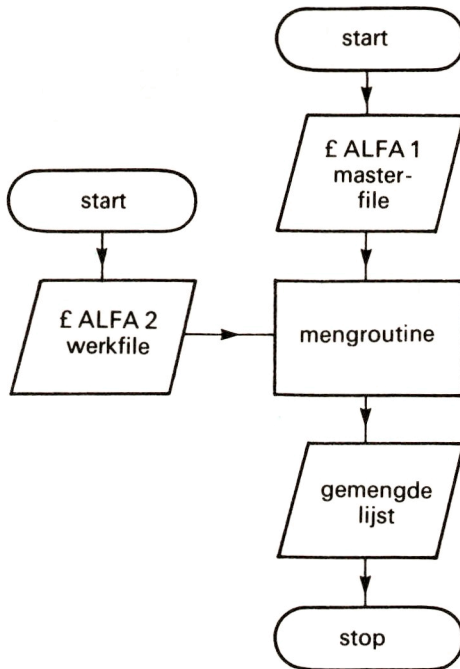 start
£ ALFA 1
master-
file
start
£ ALFA 2
werkfile
mengroutine
gemengde
lijst
stop